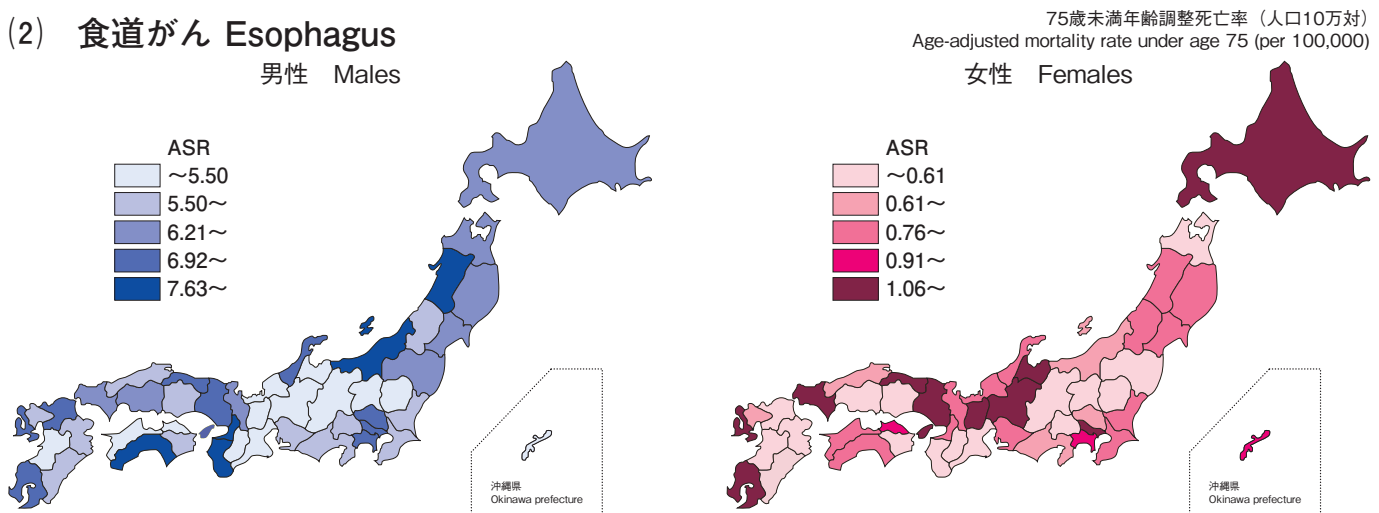 (2) 食道がん Esophagus
75歳未満年齢調整死亡率（人口10万対）
Age-adjusted mortality rate under age 75 (per 100,000)
男性 Males
ASR
～5.50
5.50～
6.21～
6.92～
7.63～
沖縄県
Okinawa prefecture
女性 Females
ASR
～0.61
0.61～
0.76～
0.91～
1.06～
沖縄県
Okinawa prefecture